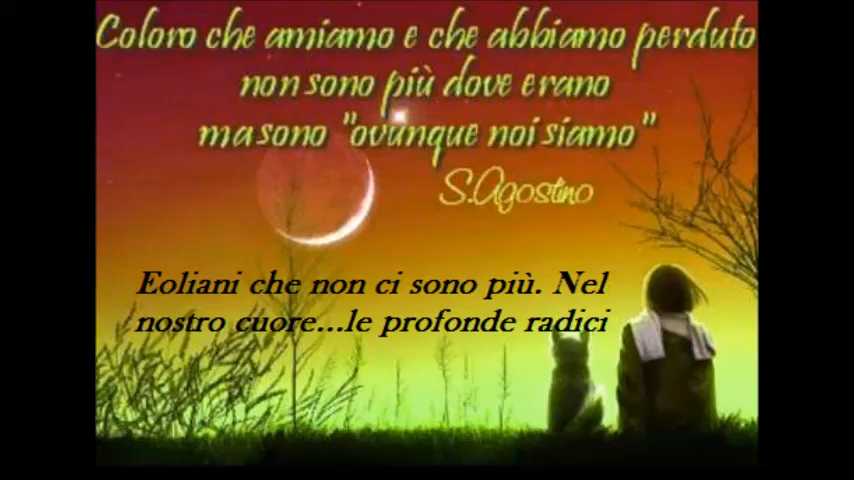 Coloro che amiamo e che abbiamo perduto
non sono più dove erano
ma sono "ovunque noi siamo"
S.Agostino
Eoliani che non ci sono più. Nel
nostro cuore...le profonde radici